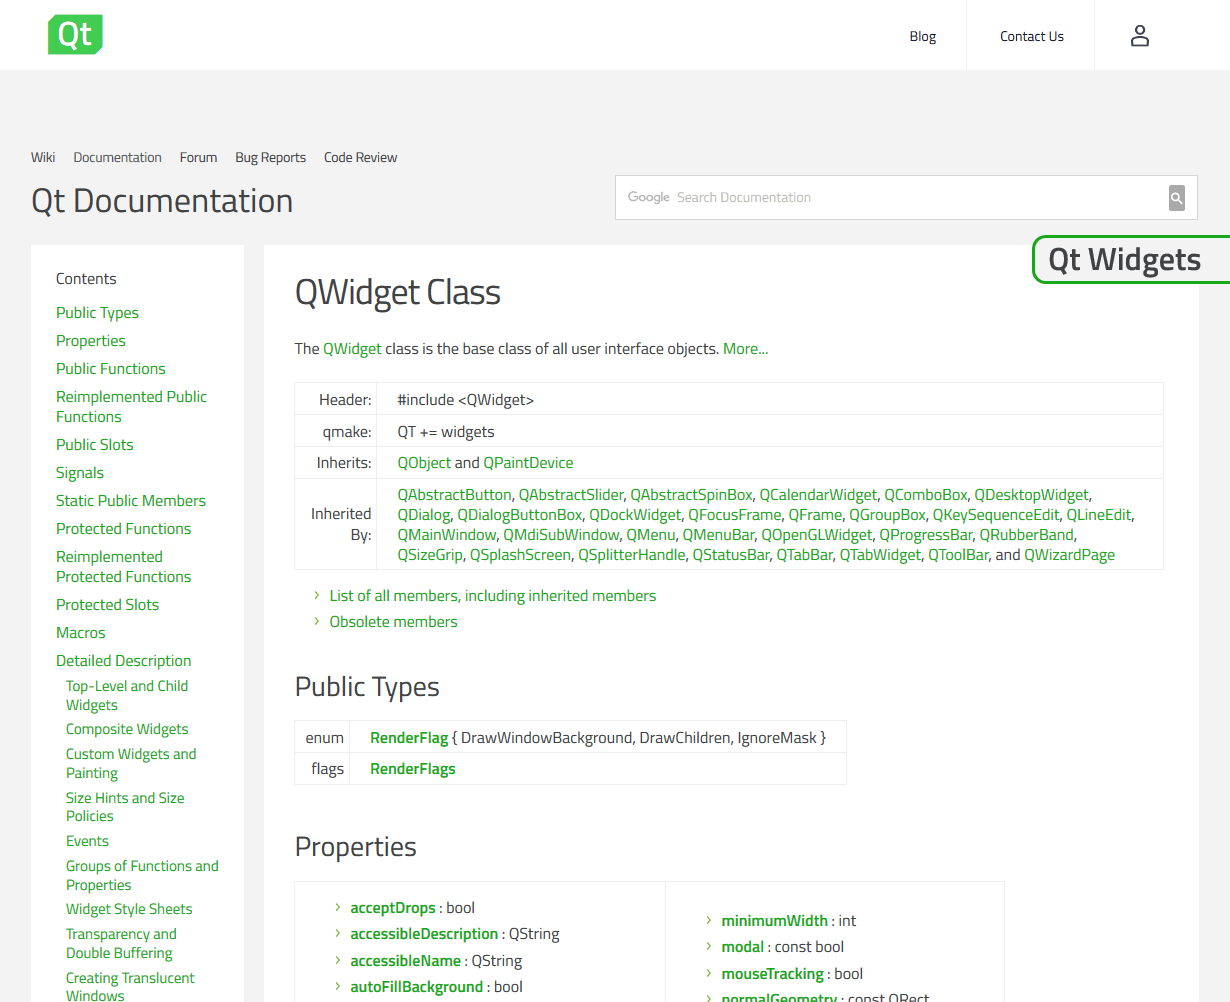 Qt
Blog
Contact Us
Wiki
Documentation
Forum
Bug Reports
Code Review
Qt Documentation
Google Search Documentation
Qt Widgets
Contents
Public Types
Properties
Public Functions
Reimplemented Public
Functions
Public Slots
Signals
Static Public Members
Protected Functions
Reimplemented
Protected Functions
Protected Slots
Macros
Detailed Description
Top-Level and Child
Widgets
Composite Widgets
Custom Widgets and
Painting
Size Hints and Size
Policies
Events
Groups of Functions and
Properties
Widget Style Sheets
Transparency and
Double Buffering
Creating Translucent
Windows
QWidget Class
The QWidget class is the base class of all user interface objects. More...
Header: #include <QWidget>
qmake: QT += widgets
Inherits: QObject and QPaintDevice
Inherited
By:
QAbstractButton, QAbstractSlider, QAbstractSpinBox, QCalendarWidget, QComboBox, QDesktopWidget,
QDialog, QDialogButtonBox, QDockWidget, QFocusFrame, QFrame, QGroupBox, QKeySequenceEdit, QLineEdit,
QMainWindow, QMdiSubWindow, QMenu, QMenuBar, QOpenGLWidget, QProgressBar, QRubberBand,
QSizeGrip, QSplashScreen, QSplitterHandle, QStatusBar, QTabBar, QTabWidget, QToolBar, and QWizardPage
List of all members, including inherited members
Obsolete members
Public Types
enum RenderFlag { DrawWindowBackground, DrawChildren, IgnoreMask }
flags RenderFlags
Properties
acceptDrops : bool
accessibleDescription : QString
accessibleName : QString
autoFillBackground : bool
minimumWidth : int
modal : const bool
mouseTracking : bool
normalGeometry : const QRect